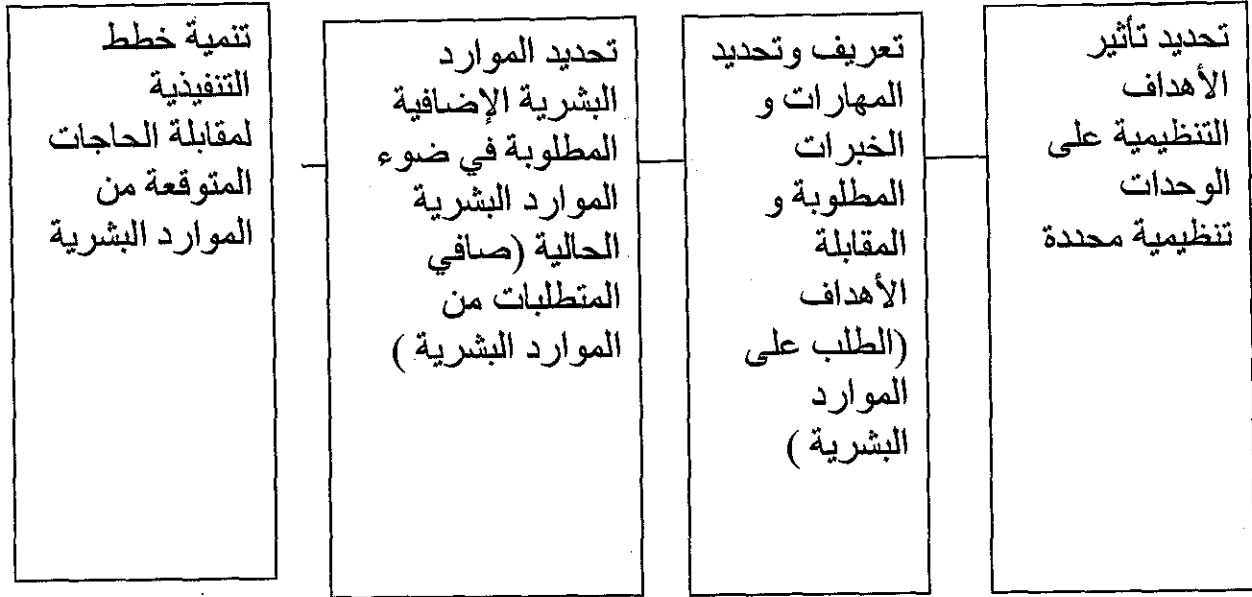 تحديد تأثير
الأهداف
التنظيمية على
الوحدات
تنظيمية محددة
تعريف وتحديد
المهارات و
الخبرات
المطلوبة و
المقابلة
الأهداف
(الطلب على
الموارد
البشرية )
تحديد الموارد
البشرية الإضافية
المطلوبة في ضوء
الموارد البشرية
الحالية (صافي
المتطلبات من
الموارد البشرية )
تنمية خطط
التنفيذية
لمقابلة الحاجات
المتوقعة من
الموارد البشرية